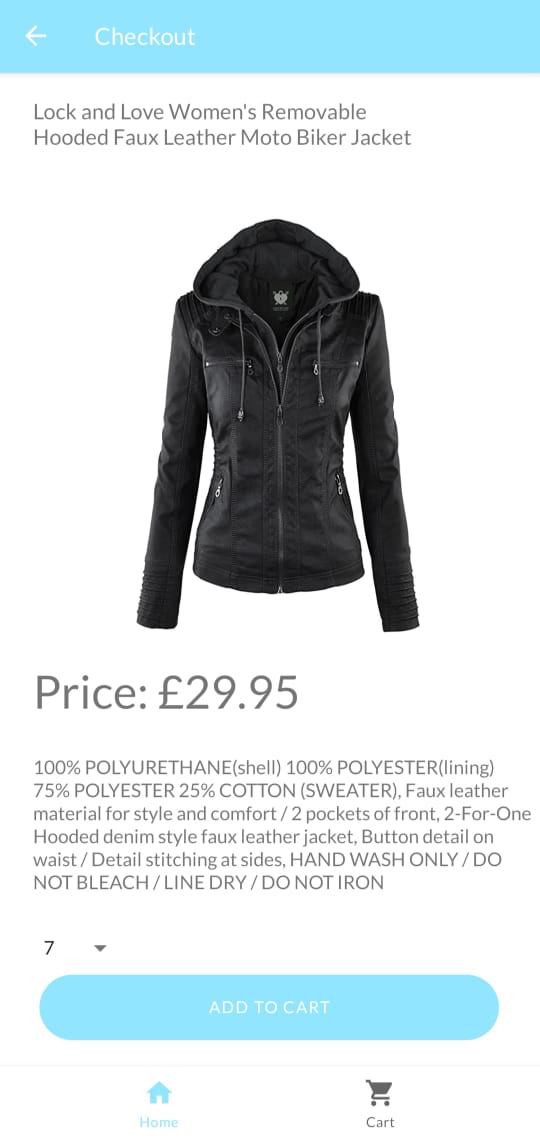 Checkout
Lock and Love Women's Removable
Hooded Faux Leather Moto Biker Jacket
Price: £29.95
100% POLYURETHANE(shell) 100% POLYESTER(lining)
75% POLYESTER 25% COTTON (SWEATER), Faux leather
material for style and comfort / 2 pockets of front, 2-For-One
Hooded denim style faux leather jacket, Button detail on
waist / Detail stitching at sides, HAND WASH ONLY / DO
NOT BLEACH / LINE DRY / DO NOT IRON
7
ADD TO CART
Home
Cart